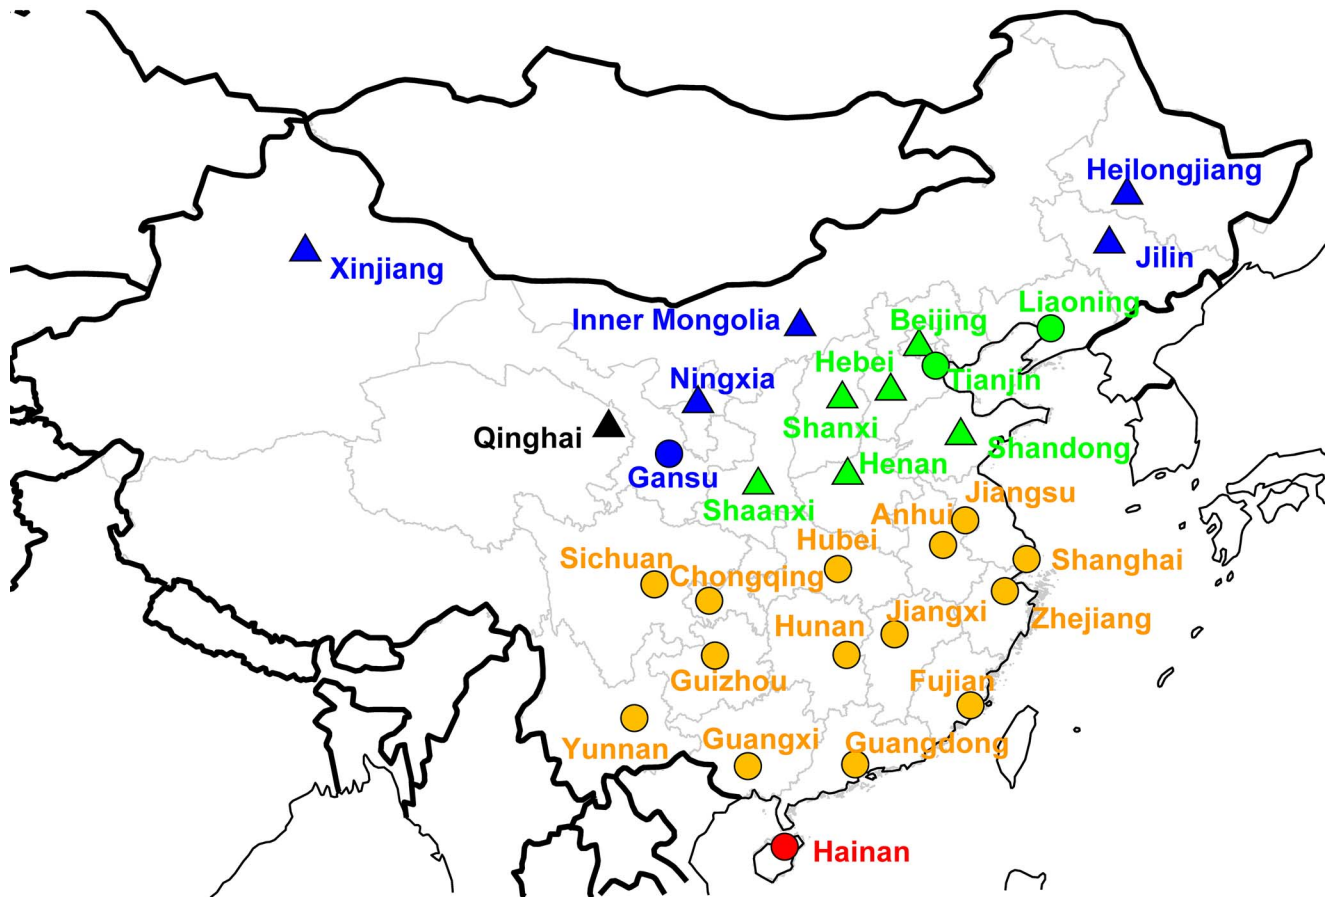 Heilongjiang
Jilin
Xinjiang
Liaoning
Inner Mongolia
Beijing
Hebei
Ningxia
Tianjin
Shanxi
Qinghai
Shandong
Henan
Gansu
Shaanxi
Jiangsu
Anhui
Hubei
Sichuan
Shanghai
Chongqing
Jiangxi
Zhejiang
Hunan
Guizhou
Fujian
Yunnan
Guangxi
Guangdong
Hainan